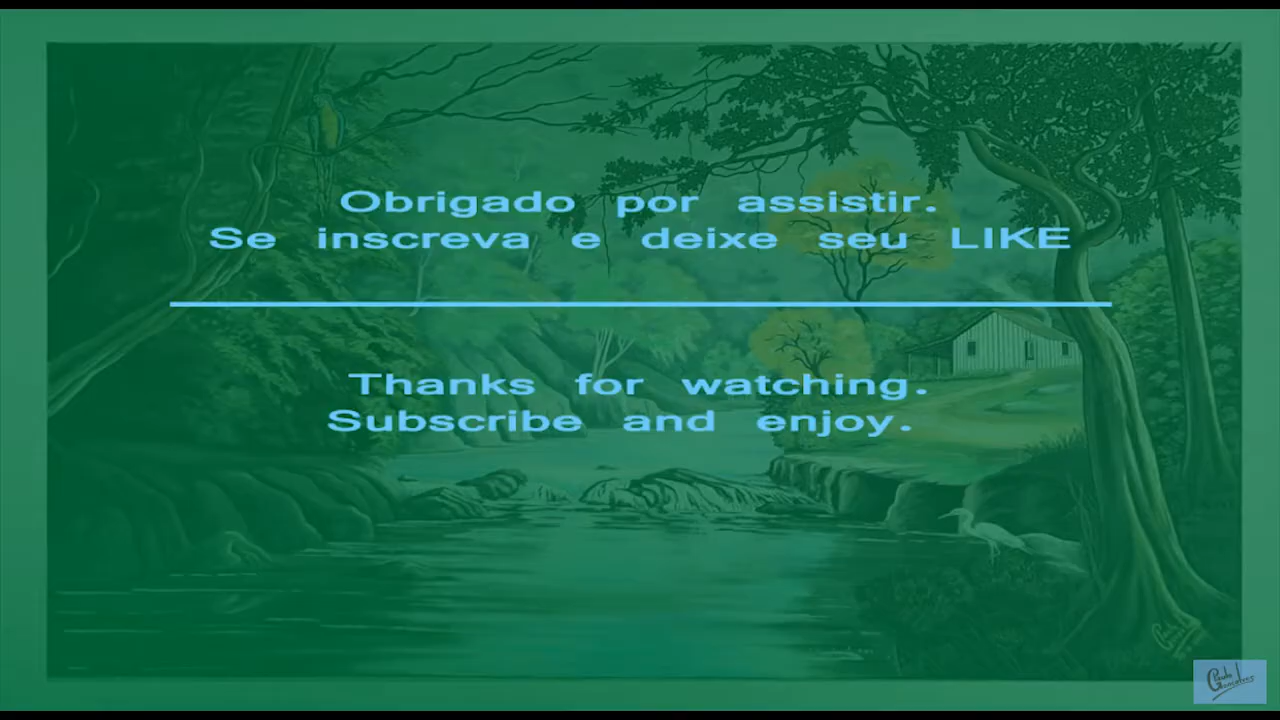 Obrigado por assistir.
Se inscreva e deixe seu LIKE
Thanks for watching.
Subscribe and enjoy.